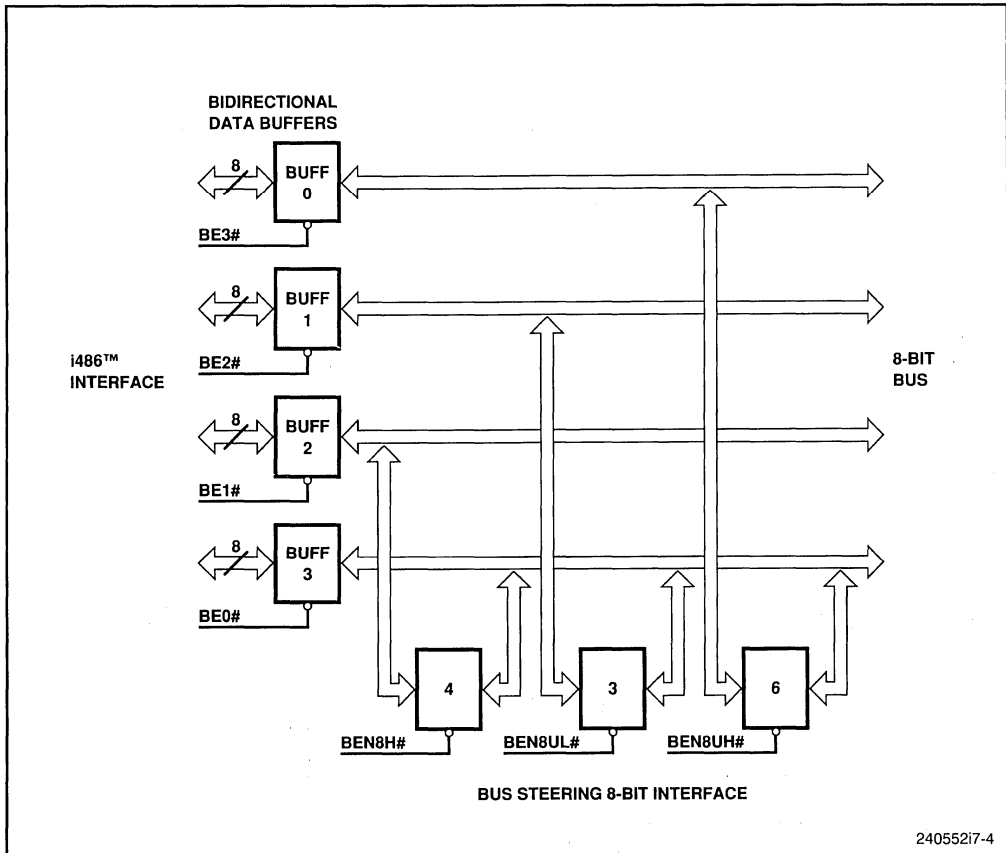 BIDIRECTIONAL
DATA BUFFERS
8
BUFF
0
BE3#
8
BUFF
1
BE2#
i486™
INTERFACE
8-BIT
BUS
8
BUFF
2
BE1#
8
BUFF
3
BE0#
4
3
6
BEN8H#
BEN8UL#
BEN8UH#
BUS STEERING 8-BIT INTERFACE
240552i7-4